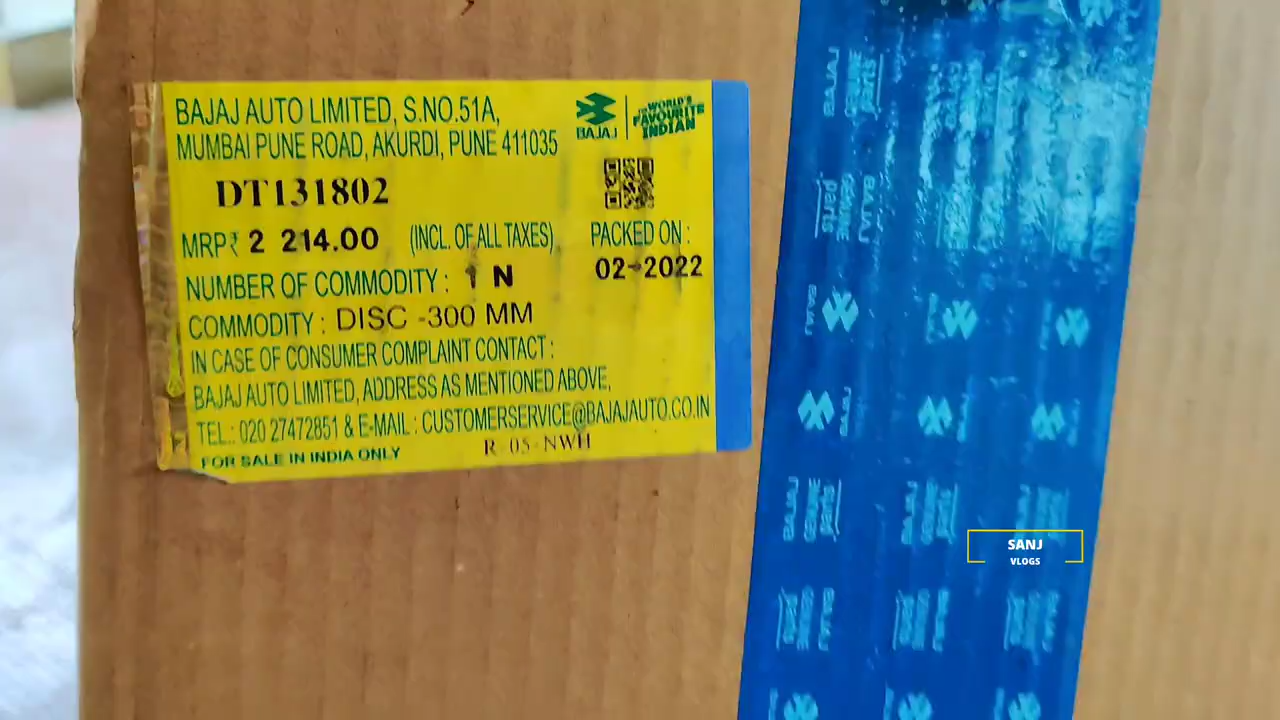 BAJAJ AUTO LIMITED, S.NO.51A,
MUMBAI PUNE ROAD, AKURDI, PUNE 411035
BAJAJ
THE WORLD'S
FAVOURITE
INDIAN
DT131802
MRP₹ 2 214.00 (INCL. OF ALL TAXES)
PACKED ON :
02-2022
NUMBER OF COMMODITY : 1 N
COMMODITY : DISC -300 MM
IN CASE OF CONSUMER COMPLAINT CONTACT :
BAJAJ AUTO LIMITED, ADDRESS AS MENTIONED ABOVE,
TEL.: 020 27472851 & E-MAIL : CUSTOMERSERVICE@BAJAJAUTO.CO.IN
FOR SALE IN INDIA ONLY
R-05-NWH
BAJAJ
GENUINE
parts
SANJ
VLOGS